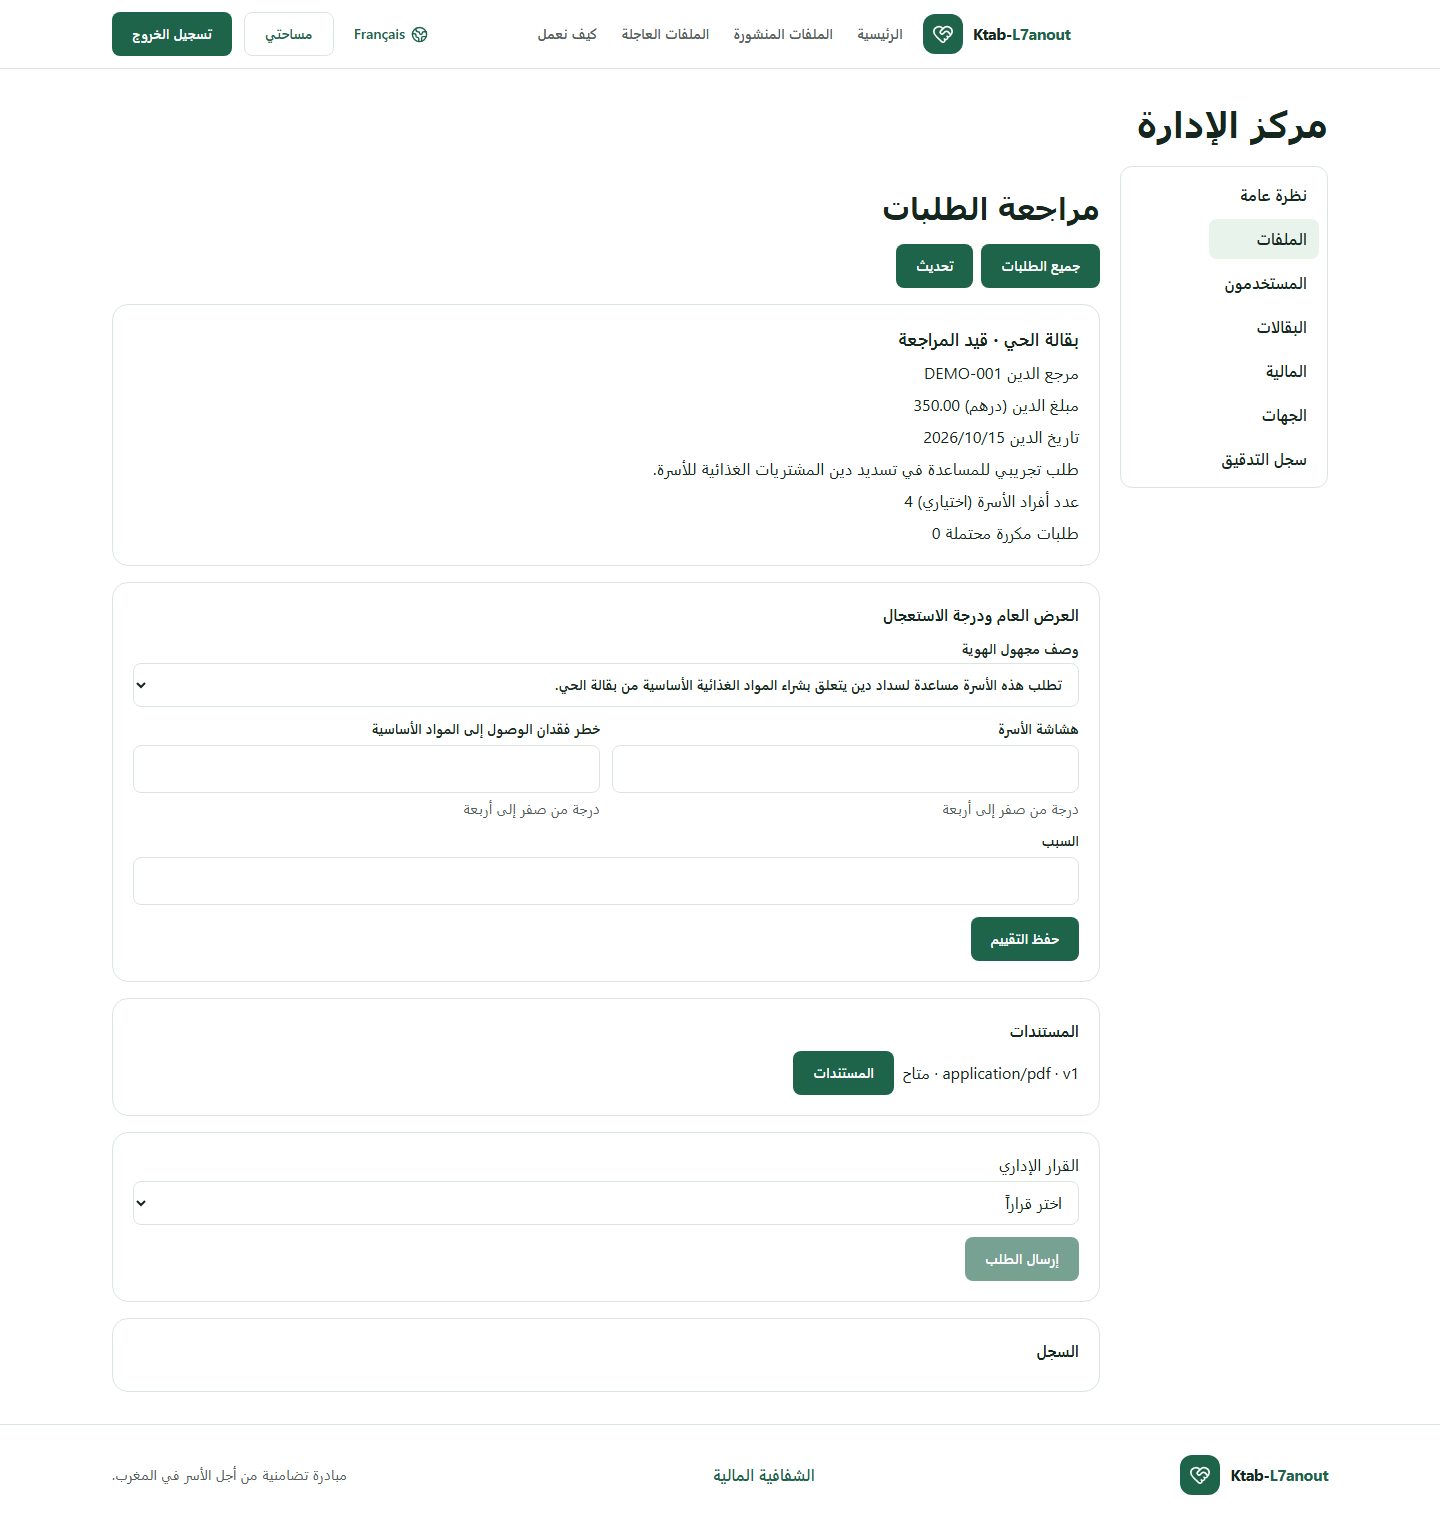 Ktab-L7anout
الرئيسية
الملفات المنشورة
الملفات العاجلة
كيف نعمل
Français
مساحتي
تسجيل الخروج
مركز الإدارة
نظرة عامة
الملفات
المستخدمون
البقالات
المالية
الجهات
سجل التدقيق
مراجعة الطلبات
جميع الطلبات
تحديث
بقالة الحي · قيد المراجعة
مرجع الدين DEMO-001
مبلغ الدين (درهم) 350.00
تاريخ الدين 2026/10/15
طلب تجريبي للمساعدة في تسديد دين المشتريات الغذائية للأسرة.
عدد أفراد الأسرة (اختياري) 4
طلبات مكررة محتملة 0
العرض العام ودرجة الاستعجال
وصف مجهول الهوية
تطلب هذه الأسرة مساعدة لسداد دين يتعلق بشراء المواد الغذائية الأساسية من بقالة الحي.
هشاشة الأسرة
درجة من صفر إلى أربعة
خطر فقدان الوصول إلى المواد الأساسية
درجة من صفر إلى أربعة
السبب
حفظ التقييم
المستندات
v1 · application/pdf · متاح
المستندات
القرار الإداري
اختر قراراً
إرسال الطلب
السجل
Ktab-L7anout
الشفافية المالية
مبادرة تضامنية من أجل الأسر في المغرب.